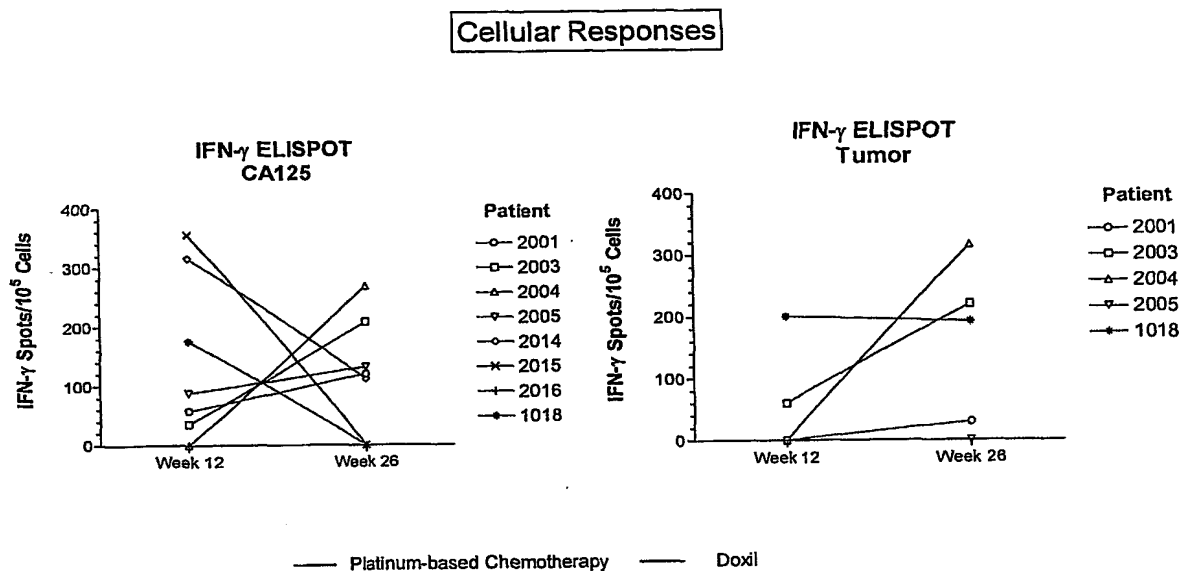 Cellular Responses
IFN-γ ELISPOT
CA125
IFN-γ Spots/10⁵ Cells
400
300
200
100
0
Week 12
Week 26
Patient
2001
2003
2004
2005
2014
2015
2016
1018
IFN-γ ELISPOT
Tumor
IFN-γ Spots/10⁵ Cells
400
300
200
100
0
Week 12
Week 26
Patient
2001
2003
2004
2005
1018
Platinum-based Chemotherapy
Doxil